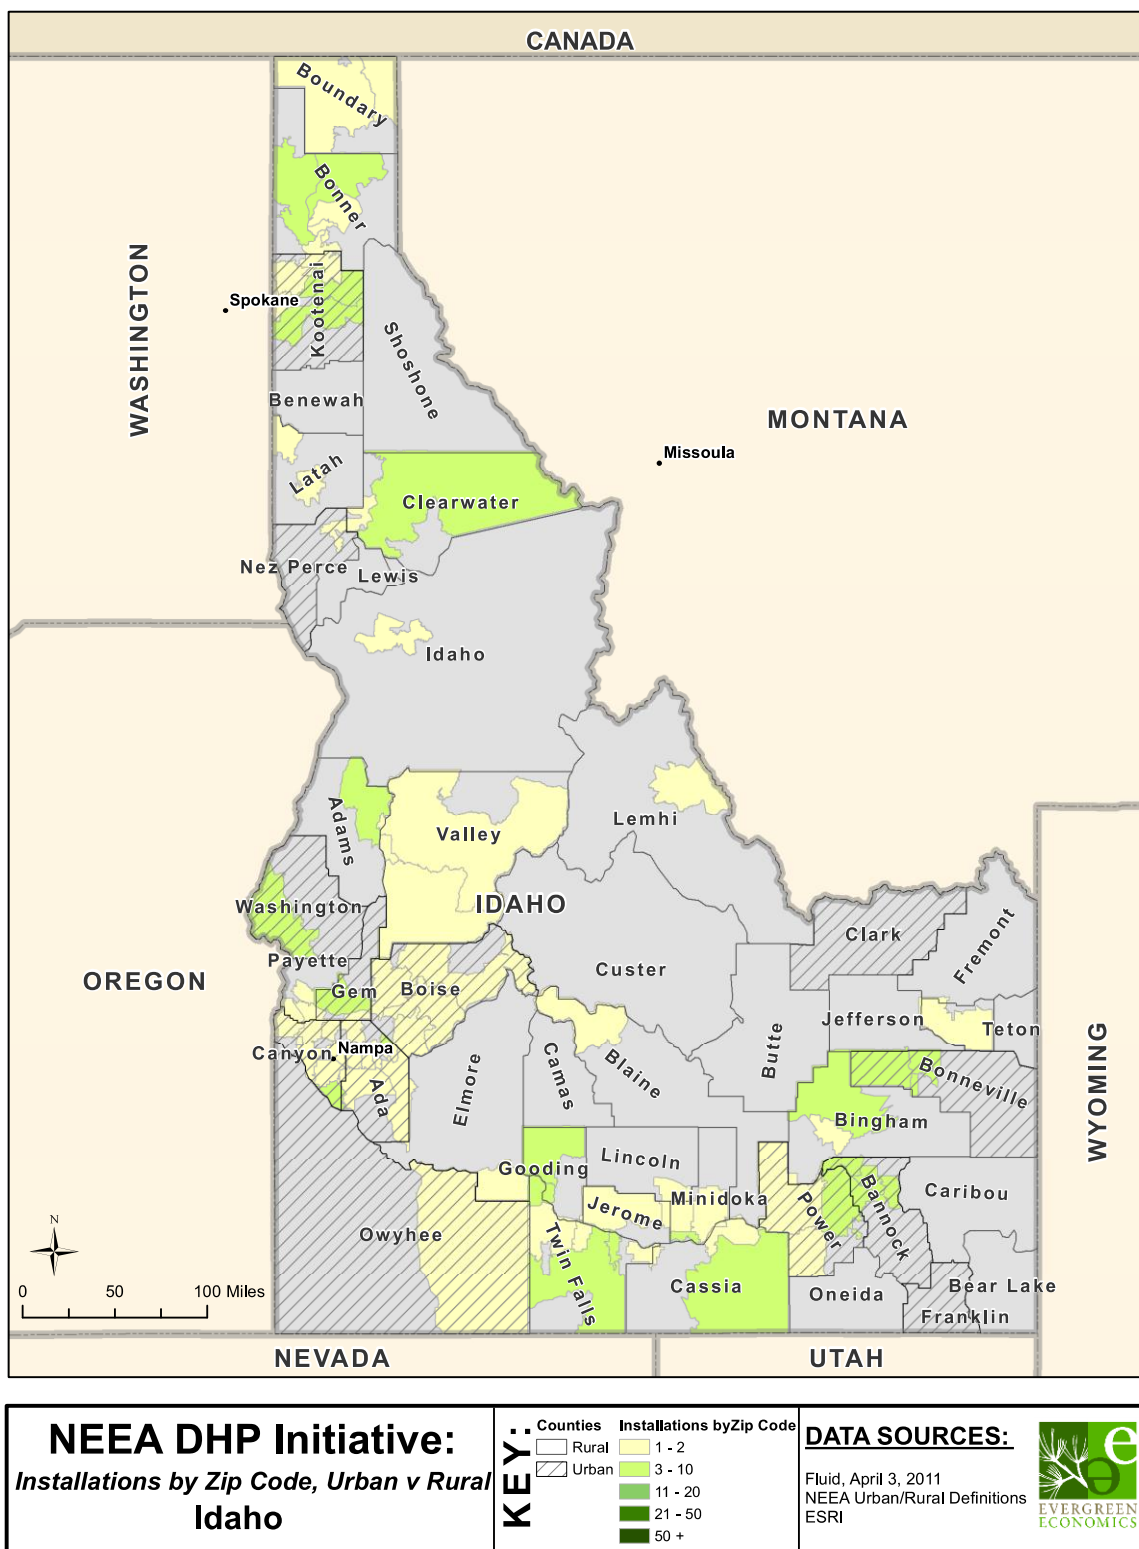 CANADA
Boundary
Bonner
WASHINGTON
Spokane
Kootenai
Shoshone
Benewah
MONTANA
Missoula
Latah
Clearwater
Nez Perce
Lewis
Idaho
Adams
Valley
Lemhi
Washington
IDAHO
Payette
OREGON
Gem
Boise
Custer
Clark
Fremont
Jefferson
Teton
Butte
Canyon
Nampa
Ada
Elmore
Camas
Blaine
Bonneville
Bingham
WYOMING
Gooding
Lincoln
Jerome
Minidoka
Power
Bannock
Caribou
Owyhee
Twin Falls
Cassia
Oneida
Bear Lake
Franklin
N
0 50 100 Miles
NEVADA
UTAH
NEEA DHP Initiative:
Installations by Zip Code, Urban v Rural
Idaho
KEY:
Counties
Rural
Urban
Installations byZip Code
1 - 2
3 - 10
11 - 20
21 - 50
50 +
DATA SOURCES:
Fluid, April 3, 2011
NEEA Urban/Rural Definitions
ESRI
e
e
EVERGREEN
ECONOMICS